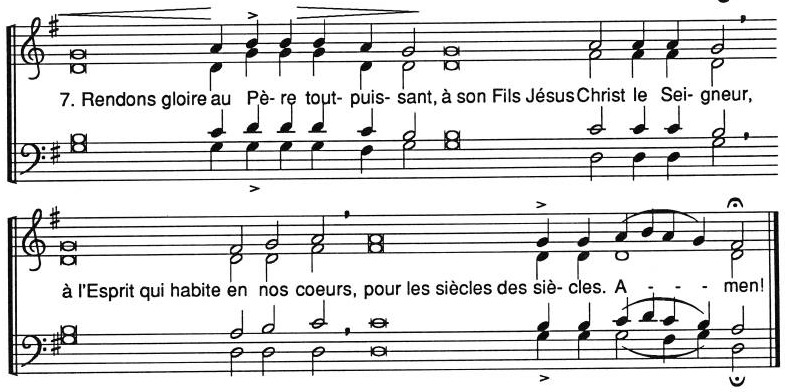 7. Rendons gloire au Pè- re tout- puis- sant, à son Fils Jésus Christ le Sei- gneur,
à l'Esprit qui habite en nos coeurs, pour les siècles des siè- cles. A - - - men!